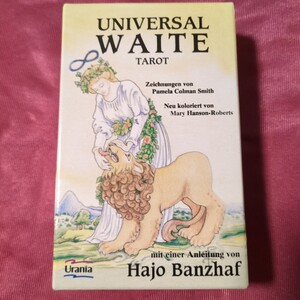 UNIVERSAL
WAITE
TAROT
Zeichnungen von
Pamela Colman Smith
Neu koloriert von
Mary Hanson-Roberts
mit einer Anleitung von
Urania
Hajo Banzhaf